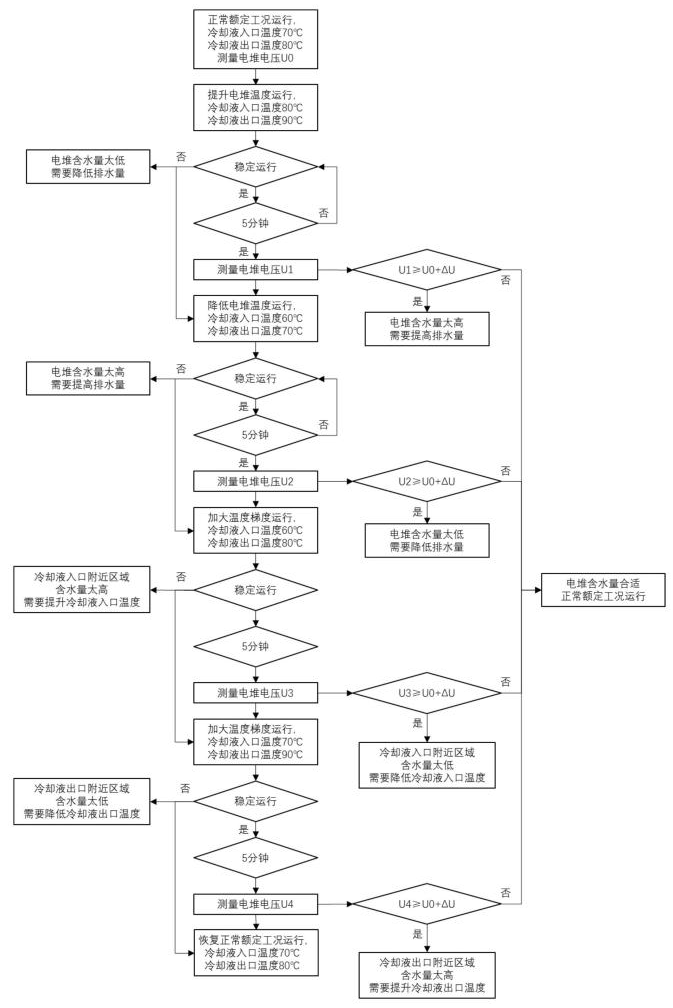 正常额定工况运行,
冷却液入口温度70℃
冷却液出口温度80℃
测量电堆电压U0
提升电堆温度运行,
冷却液入口温度80℃
冷却液出口温度90℃
电堆含水量太低
需要降低排水量
否
稳定运行
是
5分钟
否
是
测量电堆电压U1
U1≥U0+ΔU
否
是
电堆含水量太高
需要提高排水量
降低电堆温度运行,
冷却液入口温度60℃
冷却液出口温度70℃
电堆含水量太高
需要提高排水量
否
稳定运行
是
5分钟
否
是
测量电堆电压U2
U2≥U0+ΔU
否
是
电堆含水量太低
需要降低排水量
加大温度梯度运行,
冷却液入口温度60℃
冷却液出口温度80℃
冷却液入口附近区域
含水量太高
需要提升冷却液入口温度
否
稳定运行
电堆含水量合适
正常额定工况运行
5分钟
测量电堆电压U3
U3≥U0+ΔU
否
是
冷却液入口附近区域
含水量太低
需要降低冷却液入口温度
加大温度梯度运行,
冷却液入口温度70℃
冷却液出口温度90℃
冷却液出口附近区域
含水量太低
需要降低冷却液出口温度
否
稳定运行
是
5分钟
测量电堆电压U4
U4≥U0+ΔU
否
是
冷却液出口附近区域
含水量太高
需要提升冷却液出口温度
恢复正常额定工况运行,
冷却液入口温度70℃
冷却液出口温度80℃